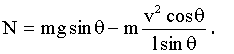 N = mg sin θ − m v² cos θ / l sin θ .